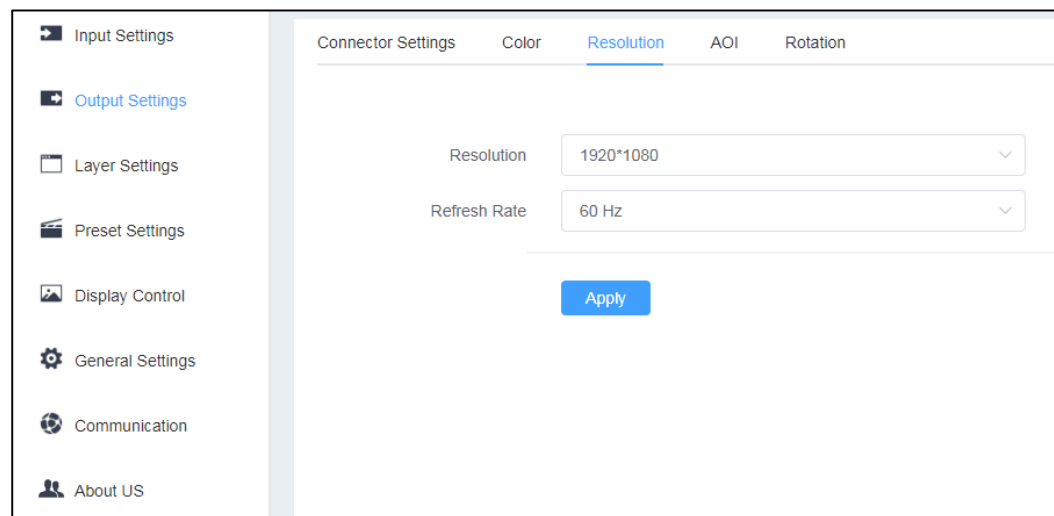 Input Settings
Output Settings
Layer Settings
Preset Settings
Display Control
General Settings
Communication
About US
Connector Settings Color Resolution AOI Rotation
Resolution 1920*1080
Refresh Rate 60 Hz
Apply